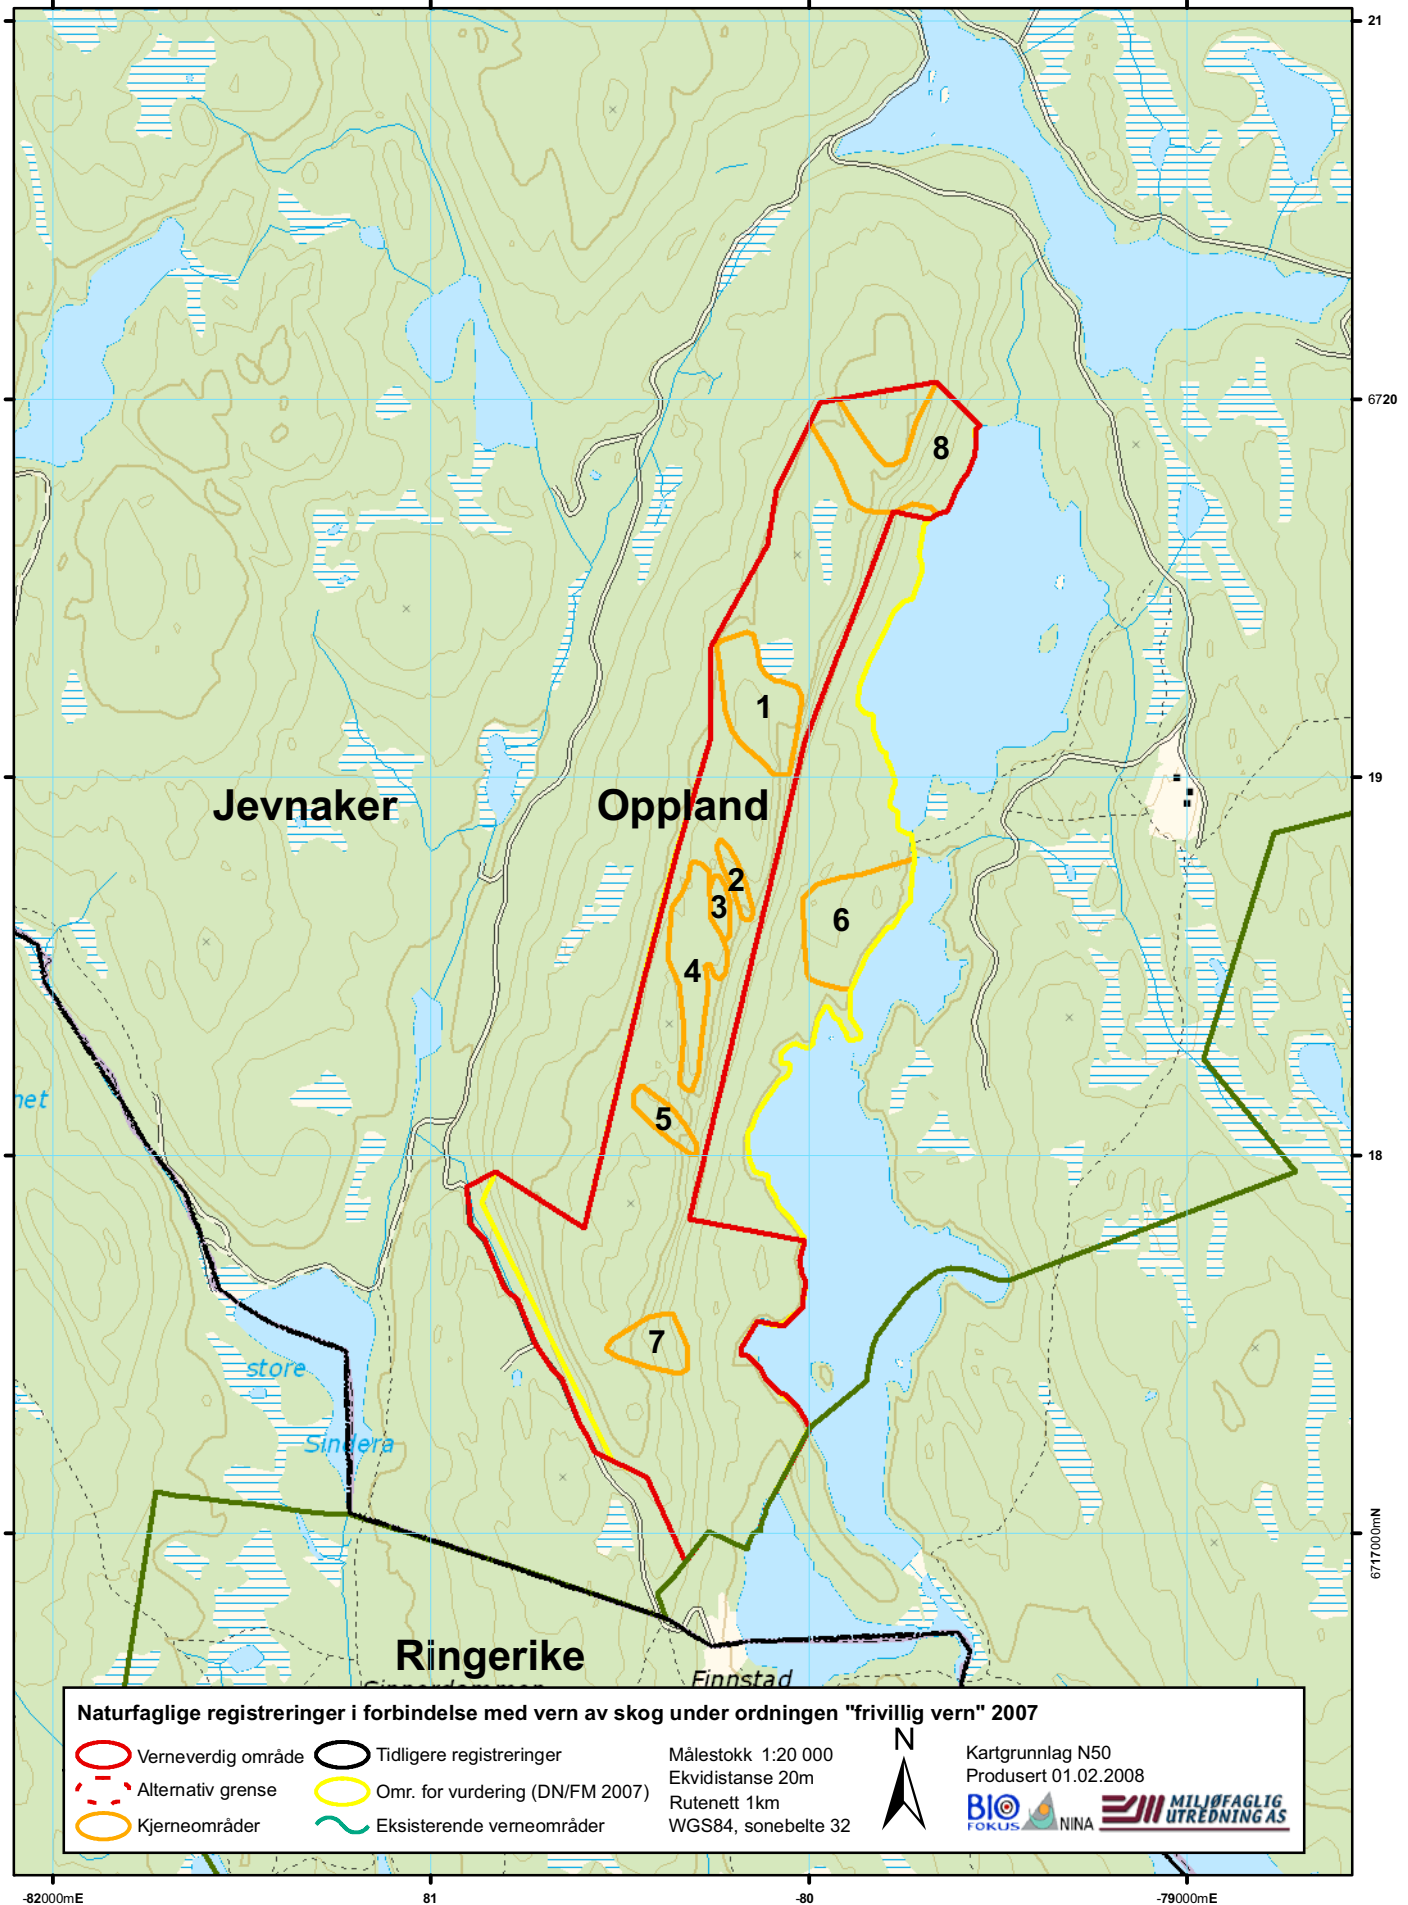 21
6720
8
1
19
Jevnaker
Oppland
2
3
6
4
net
5
18
7
store
Sindera
6717000mN
Ringerike
Finnstad
Naturfaglige registreringer i forbindelse med vern av skog under ordningen "frivillig vern" 2007
Verneverdig område
Alternativ grense
Kjerneområder
Tidligere registreringer
Omr. for vurdering (DN/FM 2007)
Eksisterende verneområder
Målestokk 1:20 000
Ekvidistanse 20m
Rutenett 1km
WGS84, sonebelte 32
N
Kartgrunnlag N50
Produsert 01.02.2008
BIO
FOKUS
NINA
MILJØFAGLIG
UTREDNING AS
-82000mE
81
-80
-79000mE